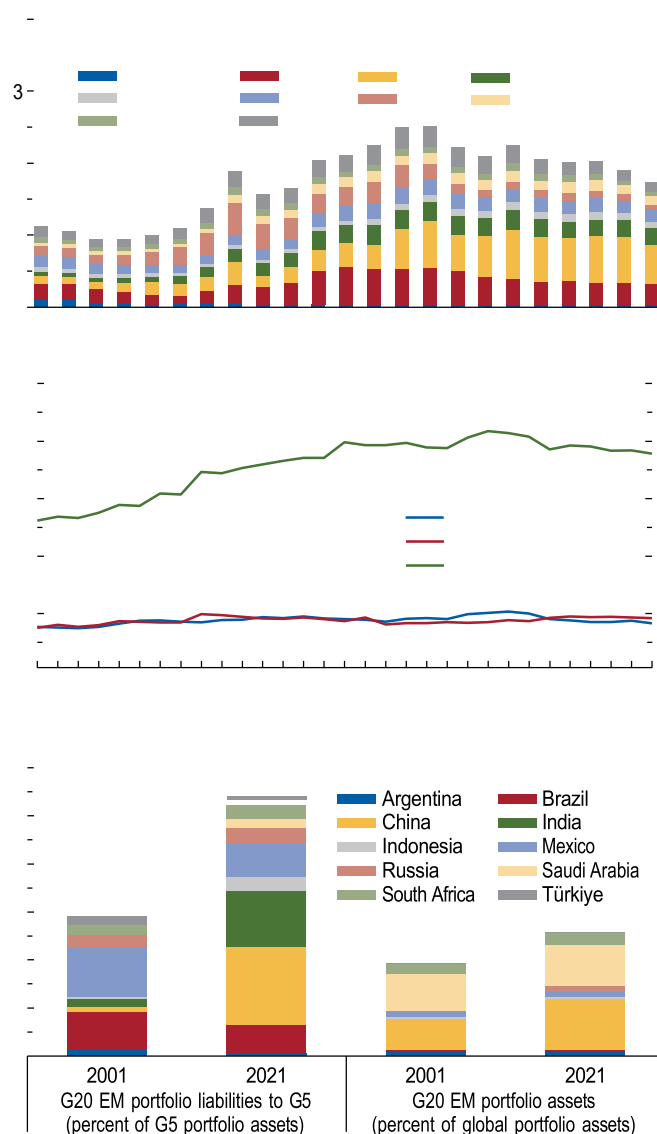 3
Argentina Brazil
China India
Indonesia Mexico
Russia Saudi Arabia
South Africa Türkiye
2001 2021 2001 2021
G20 EM portfolio liabilities to G5 G20 EM portfolio assets
(percent of G5 portfolio assets) (percent of global portfolio assets)